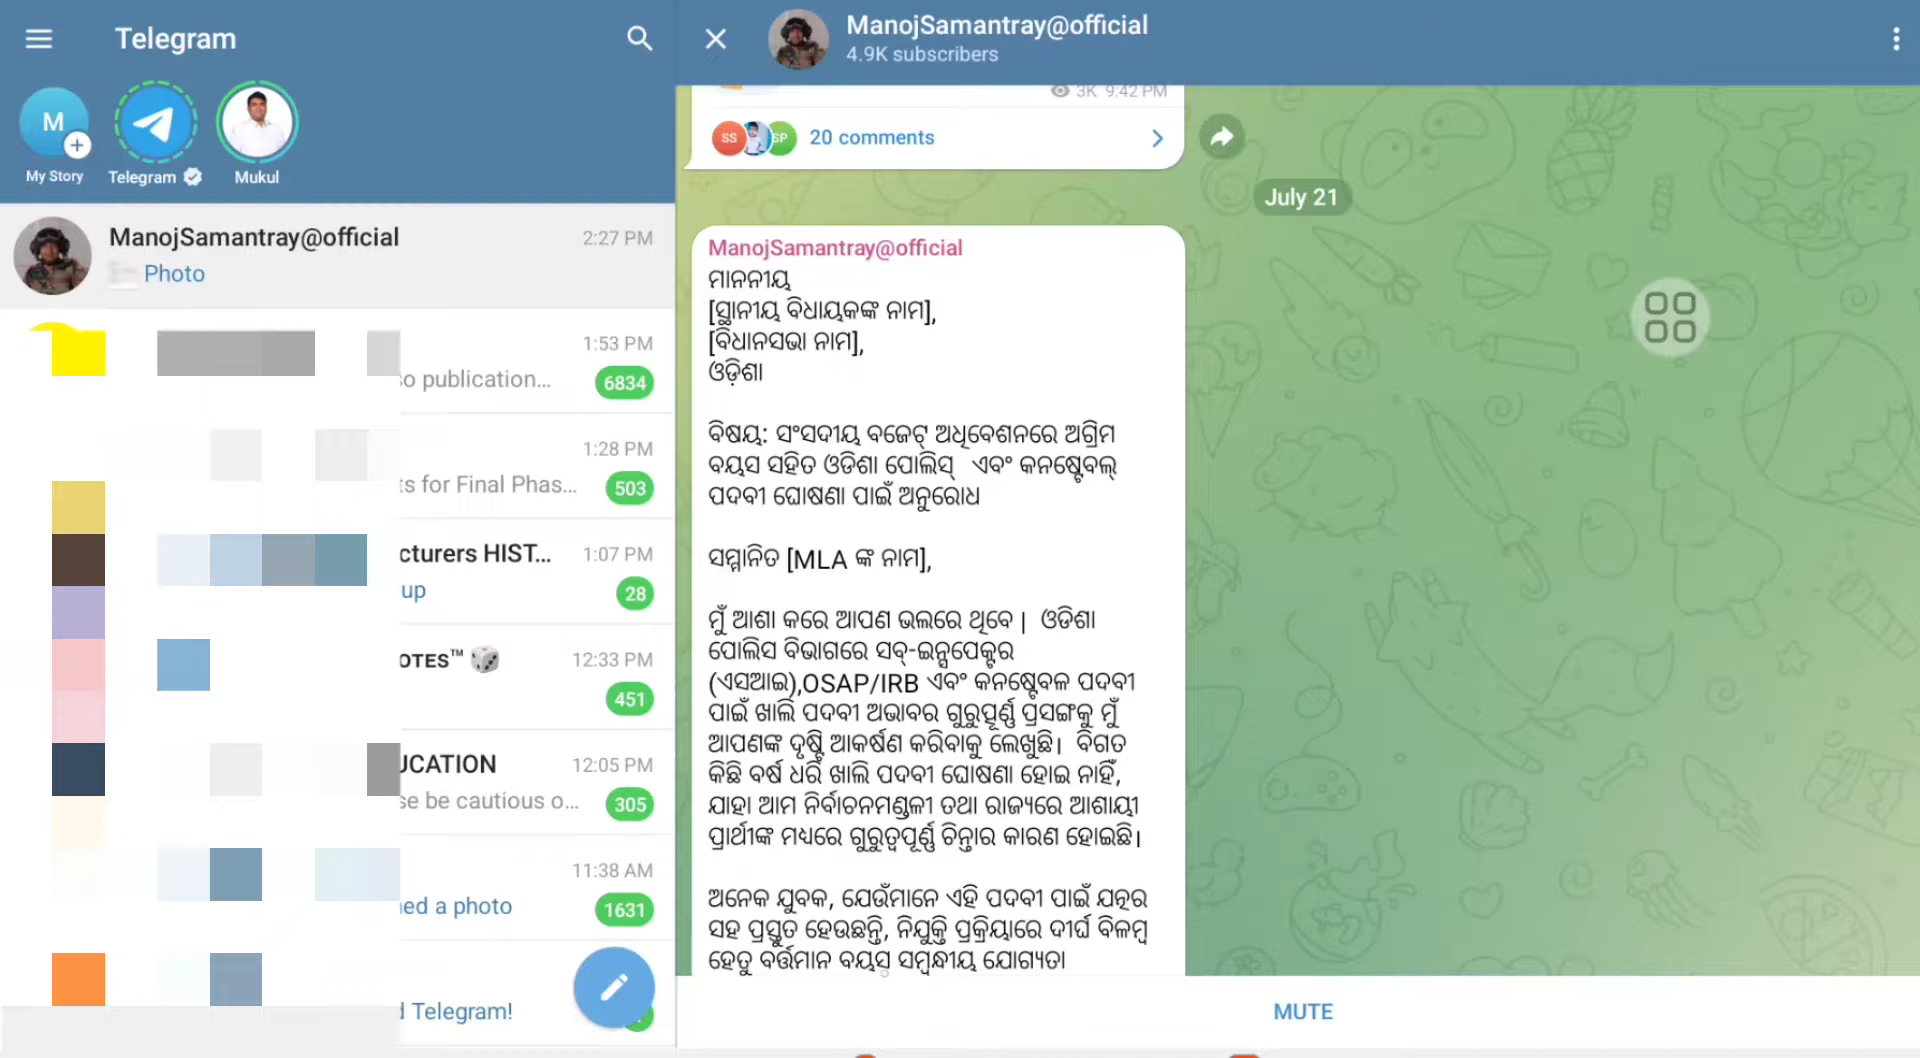 Telegram
M
My Story
Telegram
Mukul
ManojSamantray@official
2:27 PM
Photo
1:53 PM
so publication...
6834
1:28 PM
ts for Final Phas...
503
cturers HIST...
1:07 PM
up
28
OTES™
12:33 PM
451
UCATION
12:05 PM
se be cautious o...
305
11:38 AM
ned a photo
1631
Telegram!
ManojSamantray@official
4.9K subscribers
3K 9:42 PM
SS SP 20 comments
July 21
ManojSamantray@official
ମାନନୀୟ
[ସ୍ଥାନୀୟ ବିଧାୟକଙ୍କ ନାମ],
[ବିଧାନସଭା ନାମ],
ଓଡ଼ିଶା
ବିଷୟ: ସଂସଦୀୟ ବଜେଟ୍ ଅଧିବେଶନରେ ଅଗ୍ରିମ
ବୟସ ସହିତ ଓଡିଶା ପୋଲିସ୍ ଏବଂ କନଷ୍ଟେବଲ୍
ପଦବୀ ଘୋଷଣା ପାଇଁ ଅନୁରୋଧ
ସମ୍ମାନିତ [MLA ଙ୍କ ନାମ],
ମୁଁ ଆଶା କରେ ଆପଣ ଭଲରେ ଥିବେ | ଓଡିଶା
ପୋଲିସ ବିଭାଗରେ ସବ୍-ଇନ୍ସପେକ୍ଟର
(ଏସଆଇ),OSAP/IRB ଏବଂ କନଷ୍ଟେବଳ ପଦବୀ
ପାଇଁ ଖାଲି ପଦବୀ ଅଭାବର ଗୁରୁତ୍ପୂର୍ଣ୍ଣ ପ୍ରସଙ୍ଗକୁ ମୁଁ
ଆପଣଙ୍କ ଦୃଷ୍ଟି ଆକର୍ଷଣ କରିବାକୁ ଲେଖୁଛି। ବିଗତ
କିଛି ବର୍ଷ ଧରି ଖାଲି ପଦବୀ ଘୋଷଣା ହୋଇ ନାହିଁ,
ଯାହା ଆମ ନିର୍ବାଚନମଣ୍ଡଳୀ ତଥା ରାଜ୍ୟରେ ଆଶାୟୀ
ପ୍ରାର୍ଥୀଙ୍କ ମଧ୍ୟରେ ଗୁରୁତ୍ୱପୂର୍ଣ୍ଣ ଚିନ୍ତାର କାରଣ ହୋଇଛି।
ଅନେକ ଯୁବକ, ଯେଉଁମାନେ ଏହି ପଦବୀ ପାଇଁ ଯତ୍ନର
ସହ ପ୍ରସ୍ତୁତ ହେଉଛନ୍ତି, ନିଯୁକ୍ତି ପ୍ରକ୍ରିୟାରେ ଦୀର୍ଘ ବିଳମ୍ବ
ହେତୁ ବର୍ତ୍ତମାନ ବୟସ୍ସ ସମ୍ବନ୍ଧୀୟ ଯୋଗ୍ୟତା
MUTE